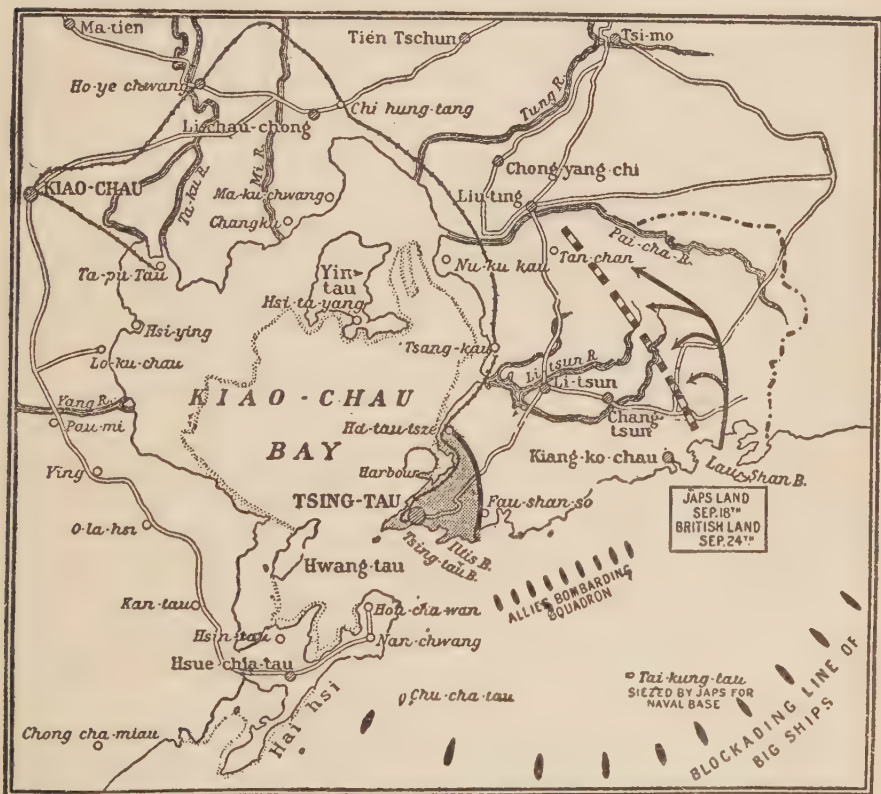 Ma-tien
Tien Tschun
Tsi-mo
Ho-ye chwang
Chi hung-tang
Tung R.
Li-chau-chong
Chong-yang-chi
KIAO-CHAU
Ta-ku R.
Mi R.
Ma-ku-chwang
Liu-ting
Changku
Pai-cha-R.
Ta-pu Tau
Yin-
tau
Nu-ku kau
Tan-chan
Hsi-ta-yang
Hsi-ying
Lo-ku-chau
Tsang-kau
Li-tsun R.
Li-tsun
KIAO-CHAU
BAY
Yang R.
Pau-mi
Chang-
tsun
Kiang-ko-chau
Lau-Shan B.
Harbour
Ying
TSING-TAU
Fau-shan-so
JAPS LAND
SEP. 18TH
BRITISH LAND
SEP. 24TH
O-la-hsi
Tsing-tau B.
Iltis B.
Hwang-tau
ALLIES BOMBARDING
SQUADRON
Kan-tau
Hou-cha-wan
Hsin-tau
Nan-chwang
Hsue chia-tau
Tai-kung-tau
SIEZED BY JAPS FOR
NAVAL BASE
Chu-cha-tau
Hai hsi
Chong cha-miau
BLOCKADING LINE OF
BIG SHIPS